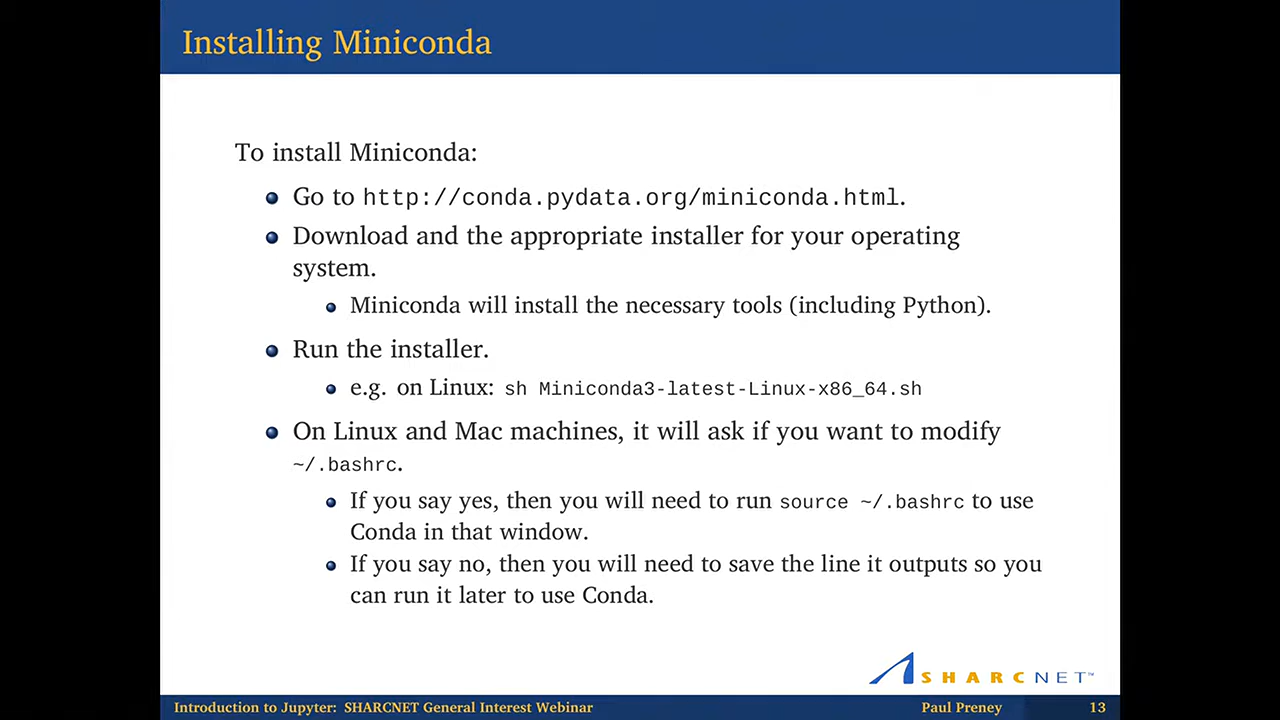 Installing Miniconda
To install Miniconda:
Go to http://conda.pydata.org/miniconda.html.
Download and the appropriate installer for your operating
system.
Miniconda will install the necessary tools (including Python).
Run the installer.
e.g. on Linux: sh Miniconda3-latest-Linux-x86_64.sh
On Linux and Mac machines, it will ask if you want to modify
~/.bashrc.
If you say yes, then you will need to run source ~/.bashrc to use
Conda in that window.
If you say no, then you will need to save the line it outputs so you
can run it later to use Conda.
SHARCNET™
Introduction to Jupyter: SHARCNET General Interest Webinar Paul Preney 13